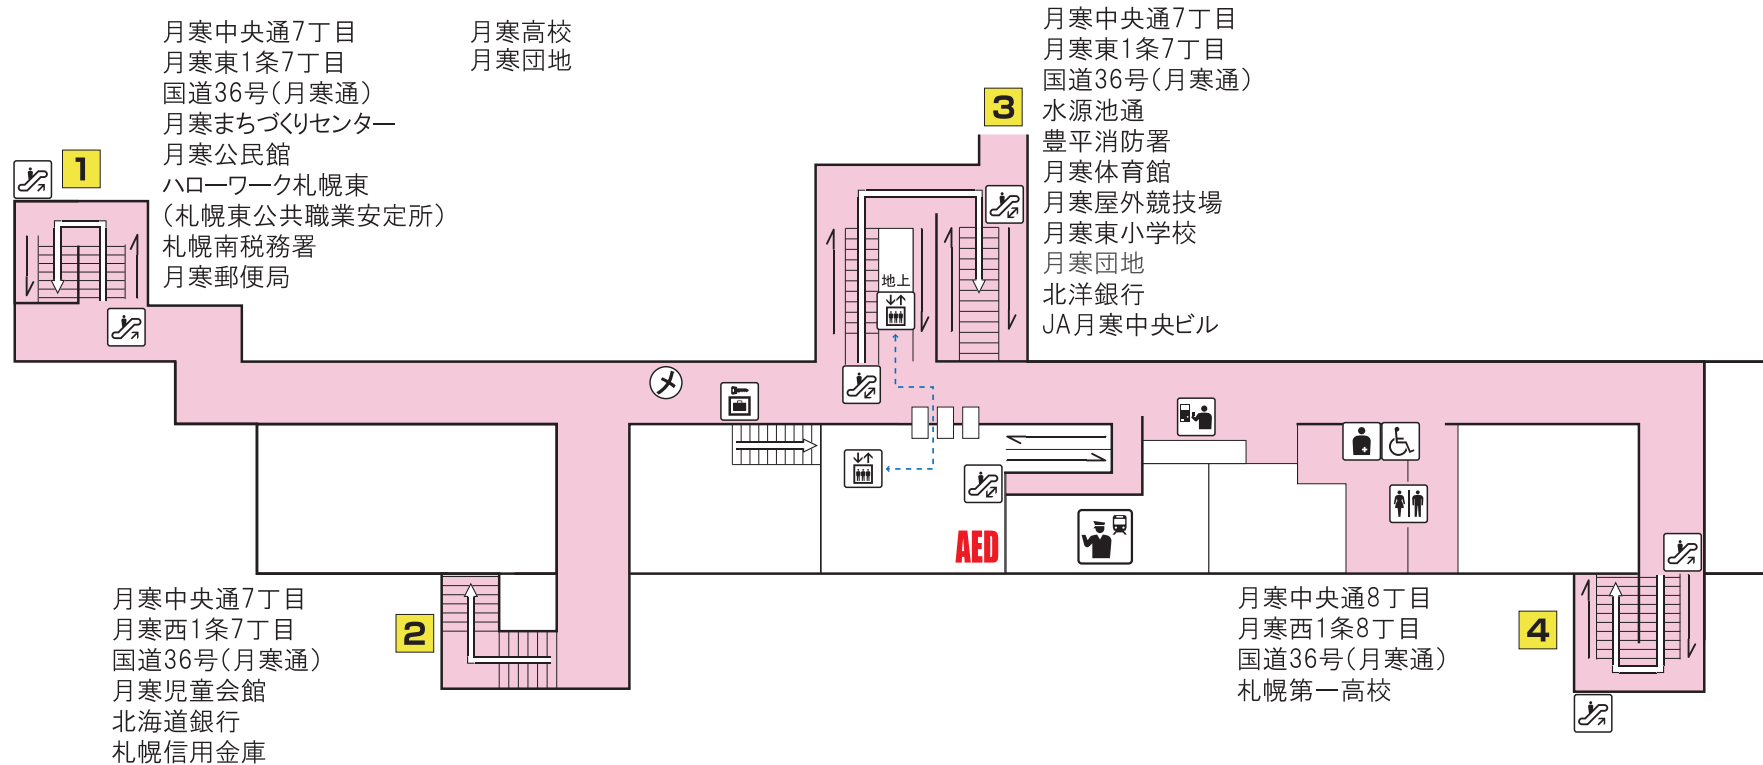 月寒中央通7丁目
月寒東1条7丁目
国道36号（月寒通）
月寒まちづくりセンター
月寒公民館
ハローワーク札幌東
（札幌東公共職業安定所）
札幌南税務署
月寒郵便局
月寒高校
月寒団地
月寒中央通7丁目
月寒東1条7丁目
国道36号（月寒通）
水源池通
豊平消防署
月寒体育館
月寒屋外競技場
月寒東小学校
月寒団地
北洋銀行
JA月寒中央ビル
1
3
地上
メ
AED
2
月寒中央通7丁目
月寒西1条7丁目
国道36号（月寒通）
月寒児童会館
北海道銀行
札幌信用金庫
月寒中央通8丁目
月寒西1条8丁目
国道36号（月寒通）
札幌第一高校
4